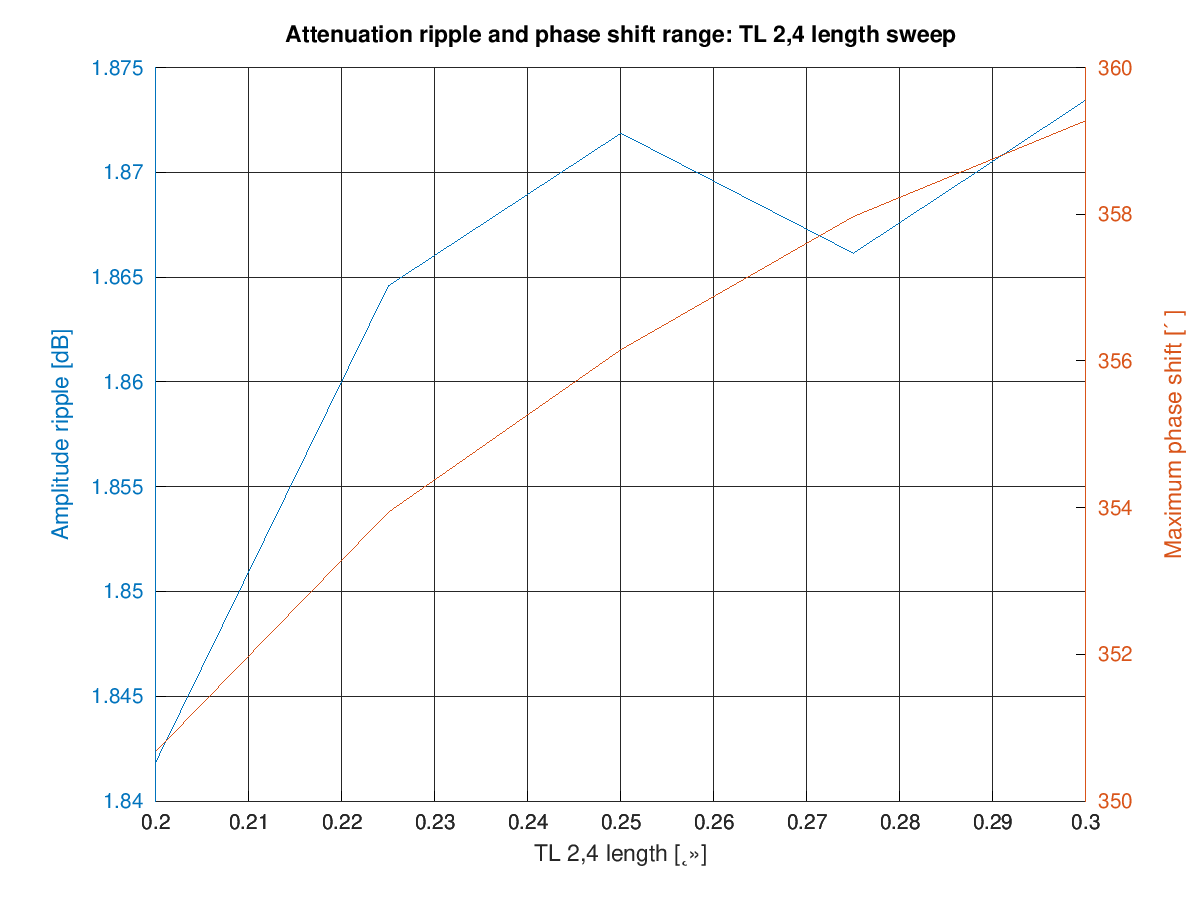 Attenuation ripple and phase shift range: TL 2,4 length sweep
1.875
1.87
1.865
1.86
1.855
1.85
1.845
1.84
Amplitude ripple [dB]
360
358
356
354
352
350
Maximum phase shift [´ ]
0.2 0.21 0.22 0.23 0.24 0.25 0.26 0.27 0.28 0.29 0.3
TL 2,4 length [˛»]